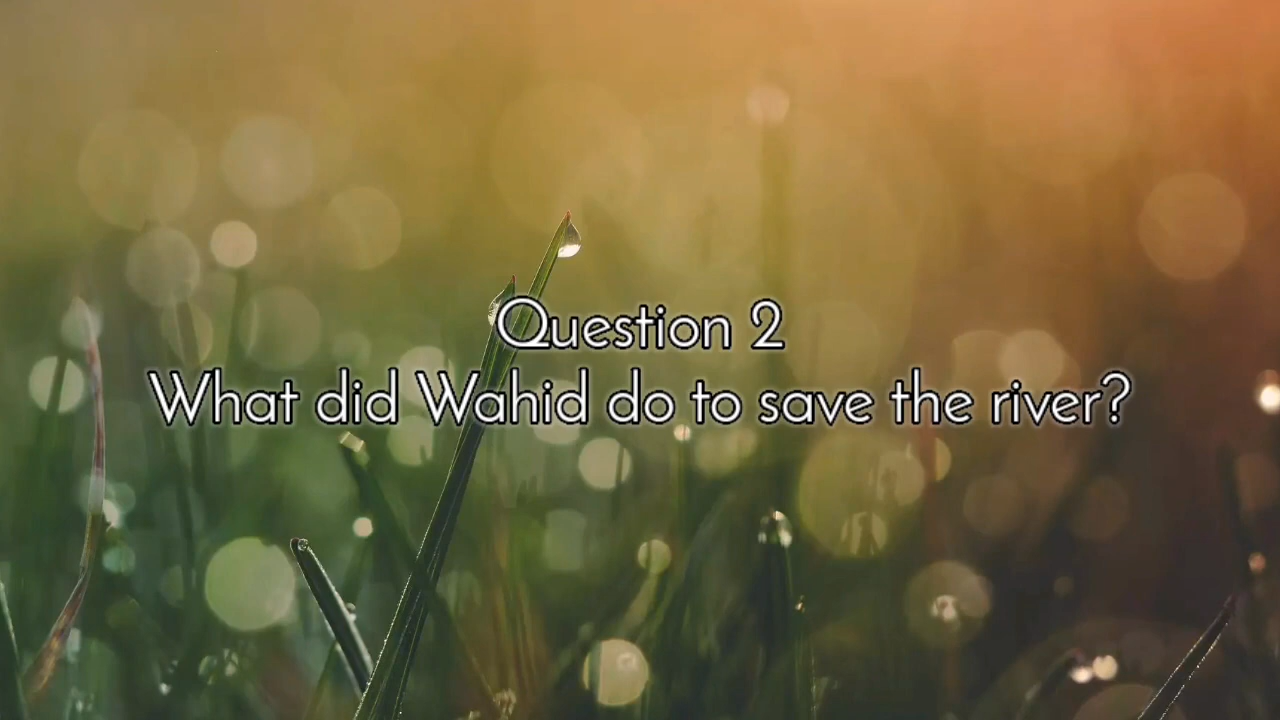 Question 2
What did Wahid do to save the river?